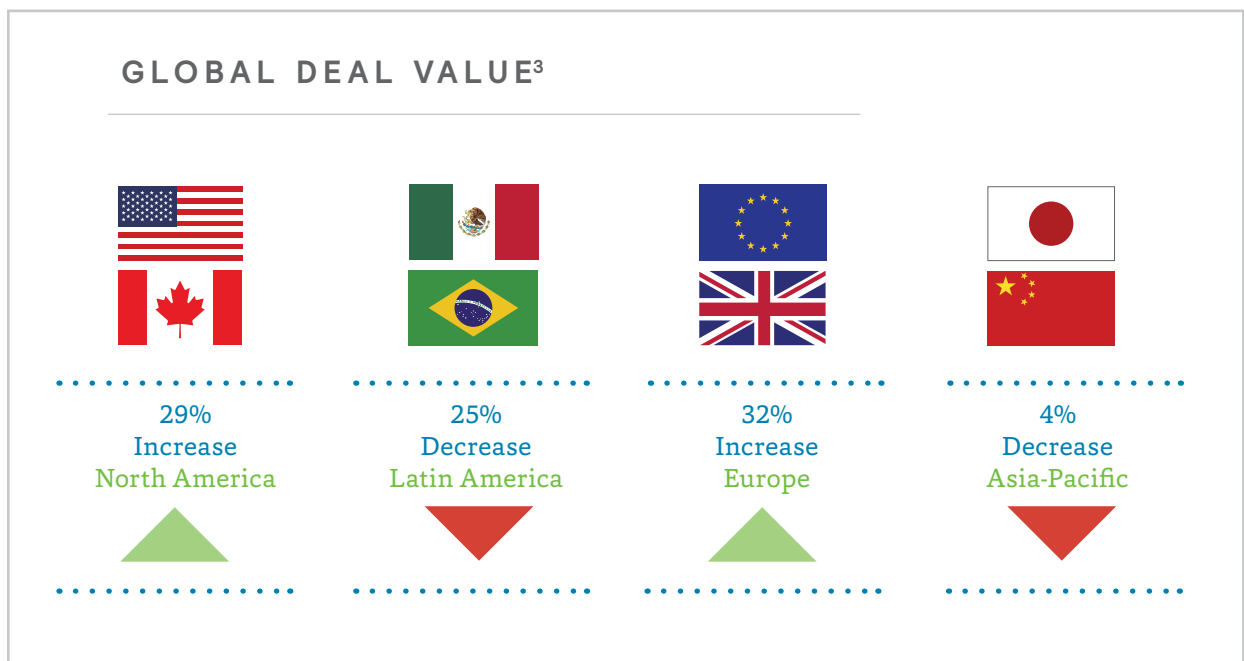 GLOBAL DEAL VALUE³
29%
Increase
North America
25%
Decrease
Latin America
32%
Increase
Europe
4%
Decrease
Asia-Pacific